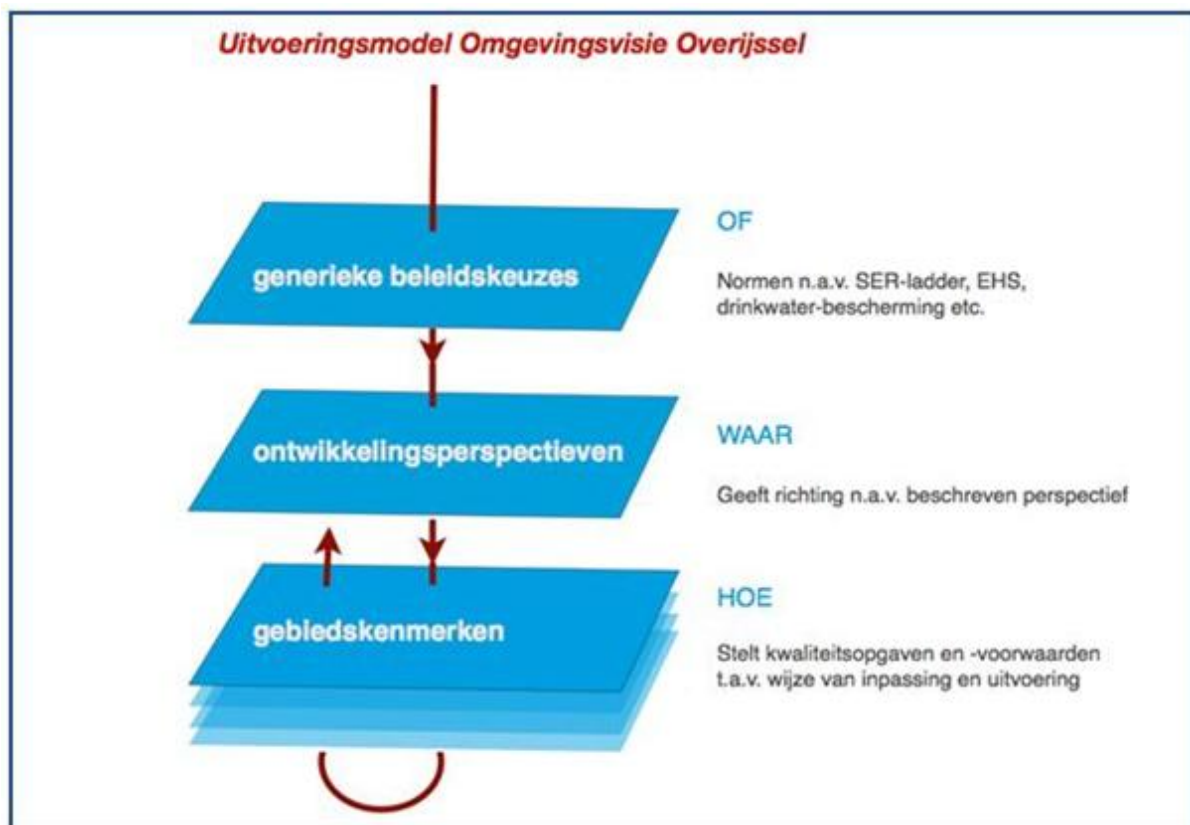 Uitvoeringsmodel Omgevingsvisie Overijssel
generieke beleidskeuzes
OF
Normen n.a.v. SER-ladder, EHS,
drinkwater-bescherming etc.
ontwikkelingsperspectieven
WAAR
Geeft richting n.a.v. beschreven perspectief
gebiedskenmerken
HOE
Stelt kwaliteitsopgaven en -voorwaarden
t.a.v. wijze van inpassing en uitvoering